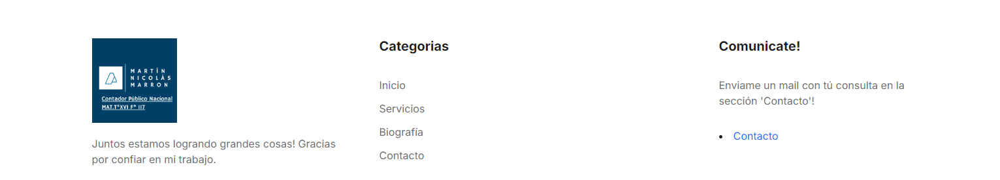 MARTÍN
NICOLÁS
MARRON
Contador Público Nacional
MAT.T°XVI F° 117
Juntos estamos logrando grandes cosas! Gracias
por confiar en mi trabajo.
Categorias
Inicio
Servicios
Biografía
Contacto
Comunicate!
Enviame un mail con tú consulta en la
sección 'Contacto'!
Contacto